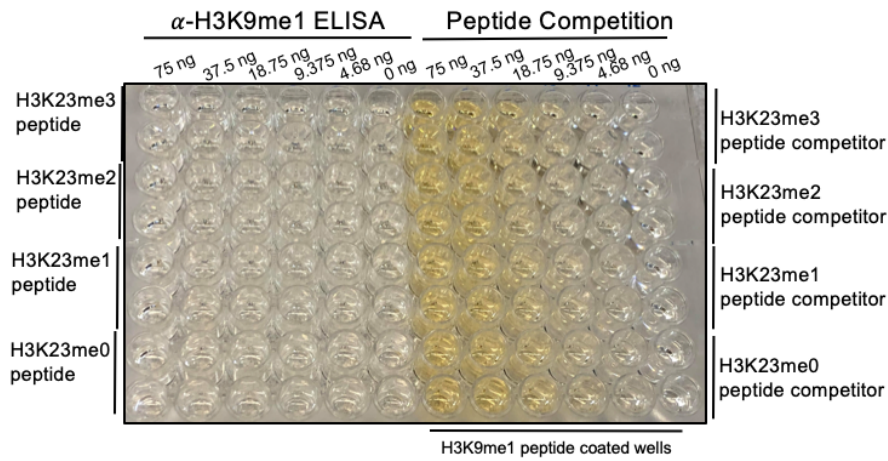 α-H3K9me1 ELISA
Peptide Competition
75 ng
37.5 ng
18.75 ng
9.375 ng
4.68 ng
0 ng
75 ng
37.5 ng
18.75 ng
9.375 ng
4.68 ng
0 ng
H3K23me3
peptide
H3K23me2
peptide
H3K23me1
peptide
H3K23me0
peptide
H3K23me3
peptide competitor
H3K23me2
peptide competitor
H3K23me1
peptide competitor
H3K23me0
peptide competitor
H3K9me1 peptide coated wells